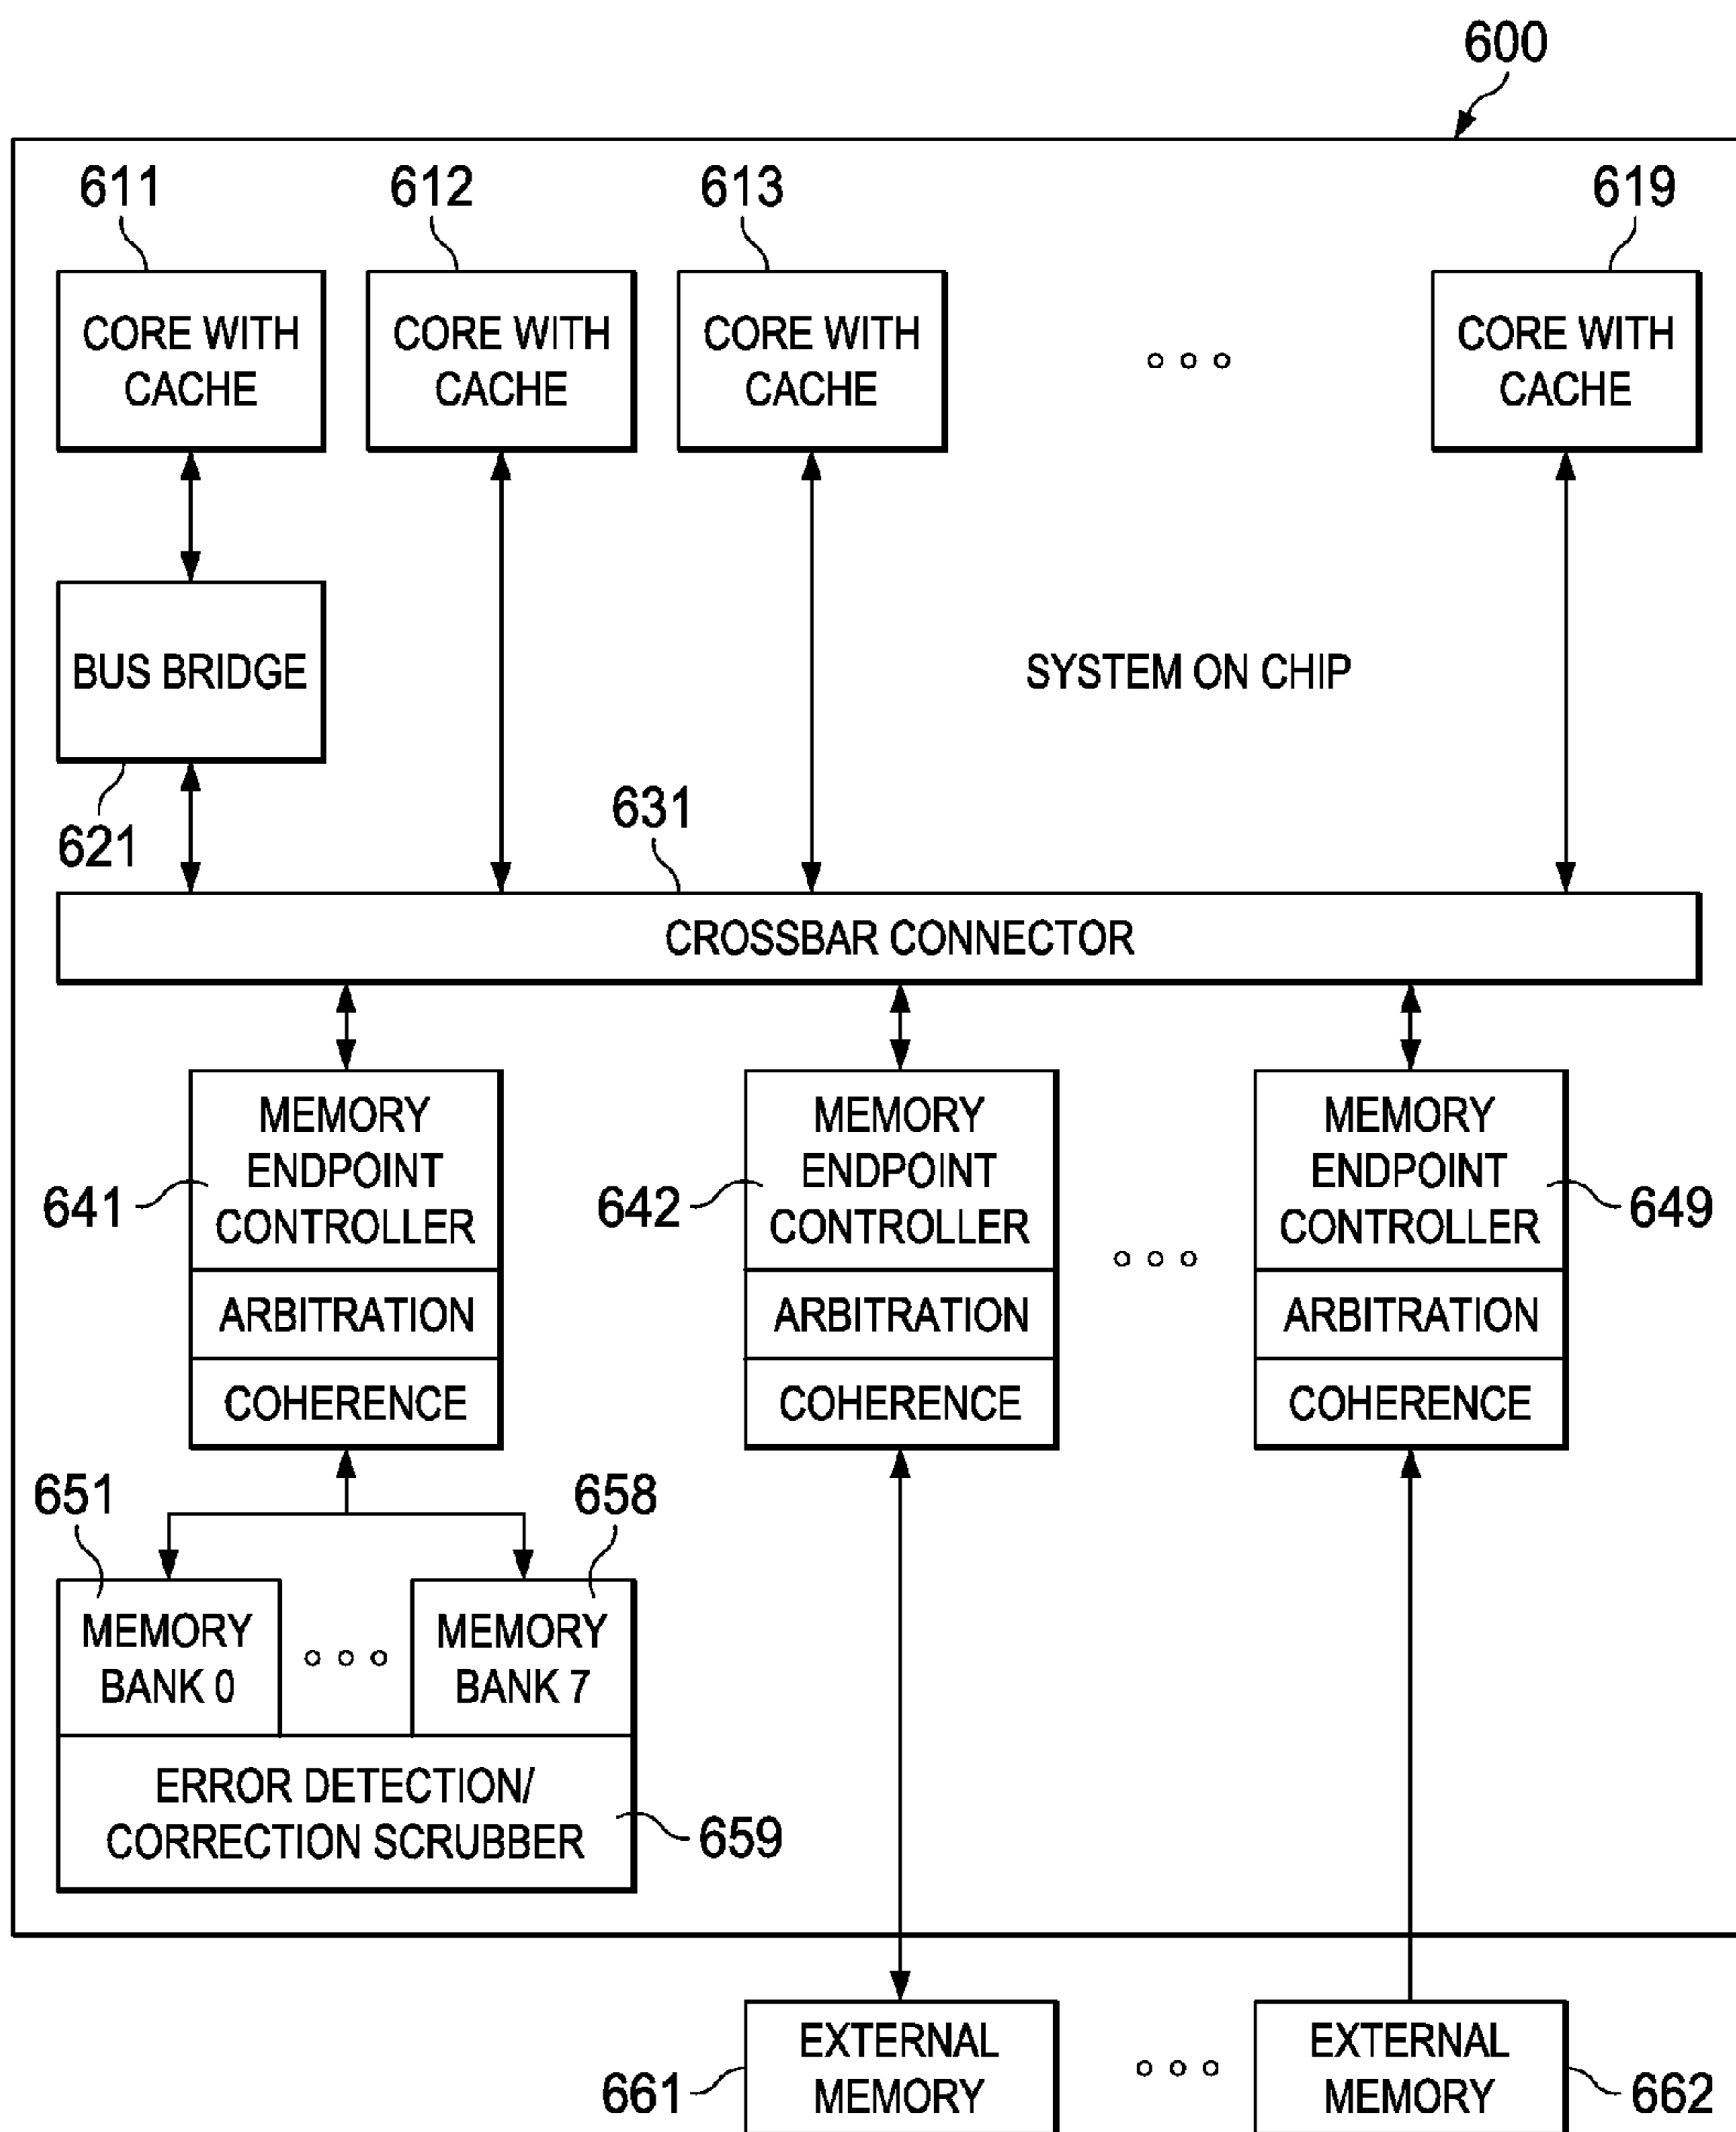 600
611
612
613
619
CORE WITH
CACHE
CORE WITH
CACHE
CORE WITH
CACHE
CORE WITH
CACHE
BUS BRIDGE
SYSTEM ON CHIP
621
631
CROSSBAR CONNECTOR
MEMORY
ENDPOINT
CONTROLLER
ARBITRATION
COHERENCE
641
MEMORY
ENDPOINT
CONTROLLER
ARBITRATION
COHERENCE
642
MEMORY
ENDPOINT
CONTROLLER
ARBITRATION
COHERENCE
649
651
658
MEMORY
BANK 0
MEMORY
BANK 7
ERROR DETECTION/
CORRECTION SCRUBBER
659
EXTERNAL
MEMORY
661
EXTERNAL
MEMORY
662